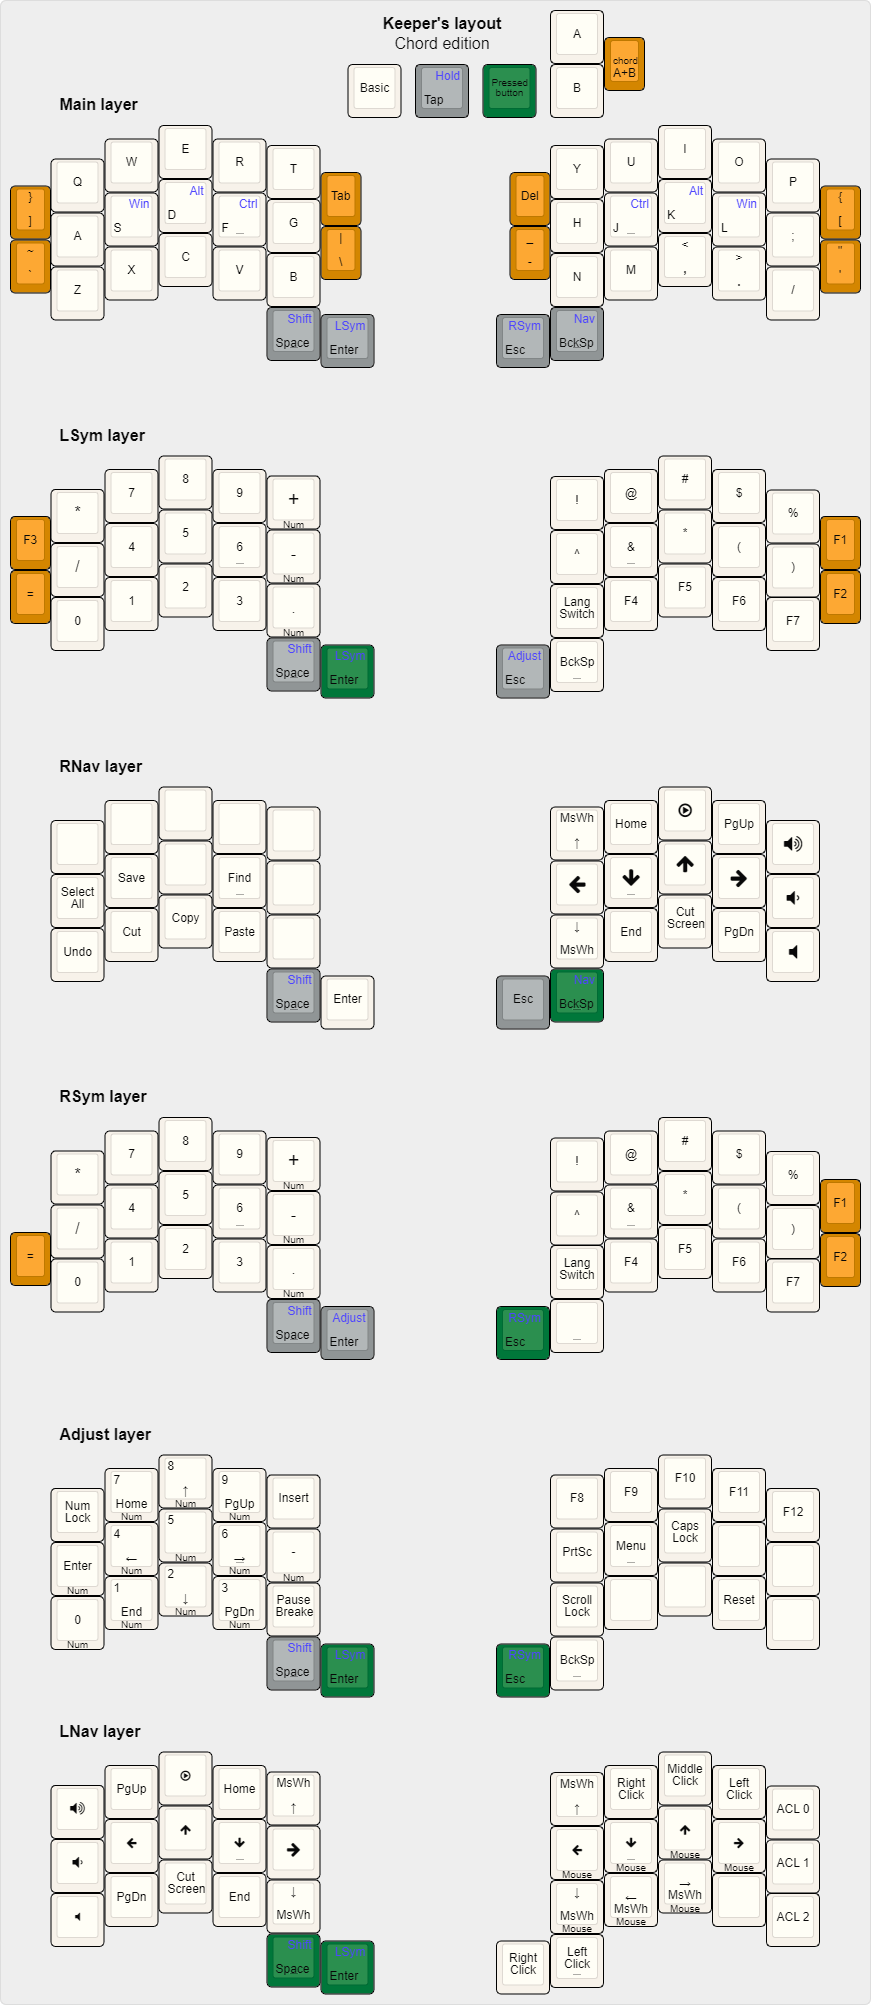 Keeper's layout
Chord edition
A
B
chord
A+B
Basic
Hold
Tap
Pressed
button
Main layer
Q W E R T
Y U I O P
} ]
Tab
Del
{ [
A
Win S
Alt D
Ctrl F _
G
H
Ctrl J _
Alt K
Win L
;
~ `
| \
_ -
" '
Z X C V B
N M < , > . /
Shift Space
LSym Enter
RSym Esc
Nav BckSp
LSym layer
* 7 8 9 + Num
! @ # $ %
F3
F1
/ 4 5 6 _ - Num
^ & _ * ( )
=
F2
0 1 2 3 . Num
Lang Switch
F4 F5 F6 F7
Shift Space
LSym Enter
Adjust Esc
BckSp _
RNav layer
MsWh ↑
Home
PgUp
Select All
Save
Find _
← ↓ _ ↑ →
Undo
Cut
Copy
Paste
↓ MsWh
End
Cut Screen
PgDn
Shift Space
Enter
Esc
Nav BckSp
RSym layer
* 7 8 9 + Num
! @ # $ %
F1
/ 4 5 6 _ - Num
^ & _ * ( )
=
F2
0 1 2 3 . Num
Lang Switch
F4 F5 F6 F7
Shift Space
Adjust Enter
RSym Esc
_
Adjust layer
Num Lock
7 Home Num
8 ↑ Num
9 PgUp Num
Insert
F8 F9 F10 F11 F12
Enter Num
4 ← Num
5 Num
6 → Num
- Num
PrtSc
Menu _
Caps Lock
0 Num
1 End Num
2 ↓ Num
3 PgDn Num
Pause Breake
Scroll Lock
Reset
Shift Space
LSym Enter
RSym Esc
BckSp _
LNav layer
PgUp
Home
MsWh ↑
MsWh ↑
Right Click
Middle Click
Left Click
ACL 0
← ↑ ↓ _ →
← Mouse
↓ _ Mouse
↑ Mouse
→ Mouse
ACL 1
PgDn
Cut Screen
End
↓ MsWh
↓ MsWh Mouse
← MsWh Mouse
→ MsWh Mouse
ACL 2
Shift Space
LSym Enter
Right Click
Left Click _